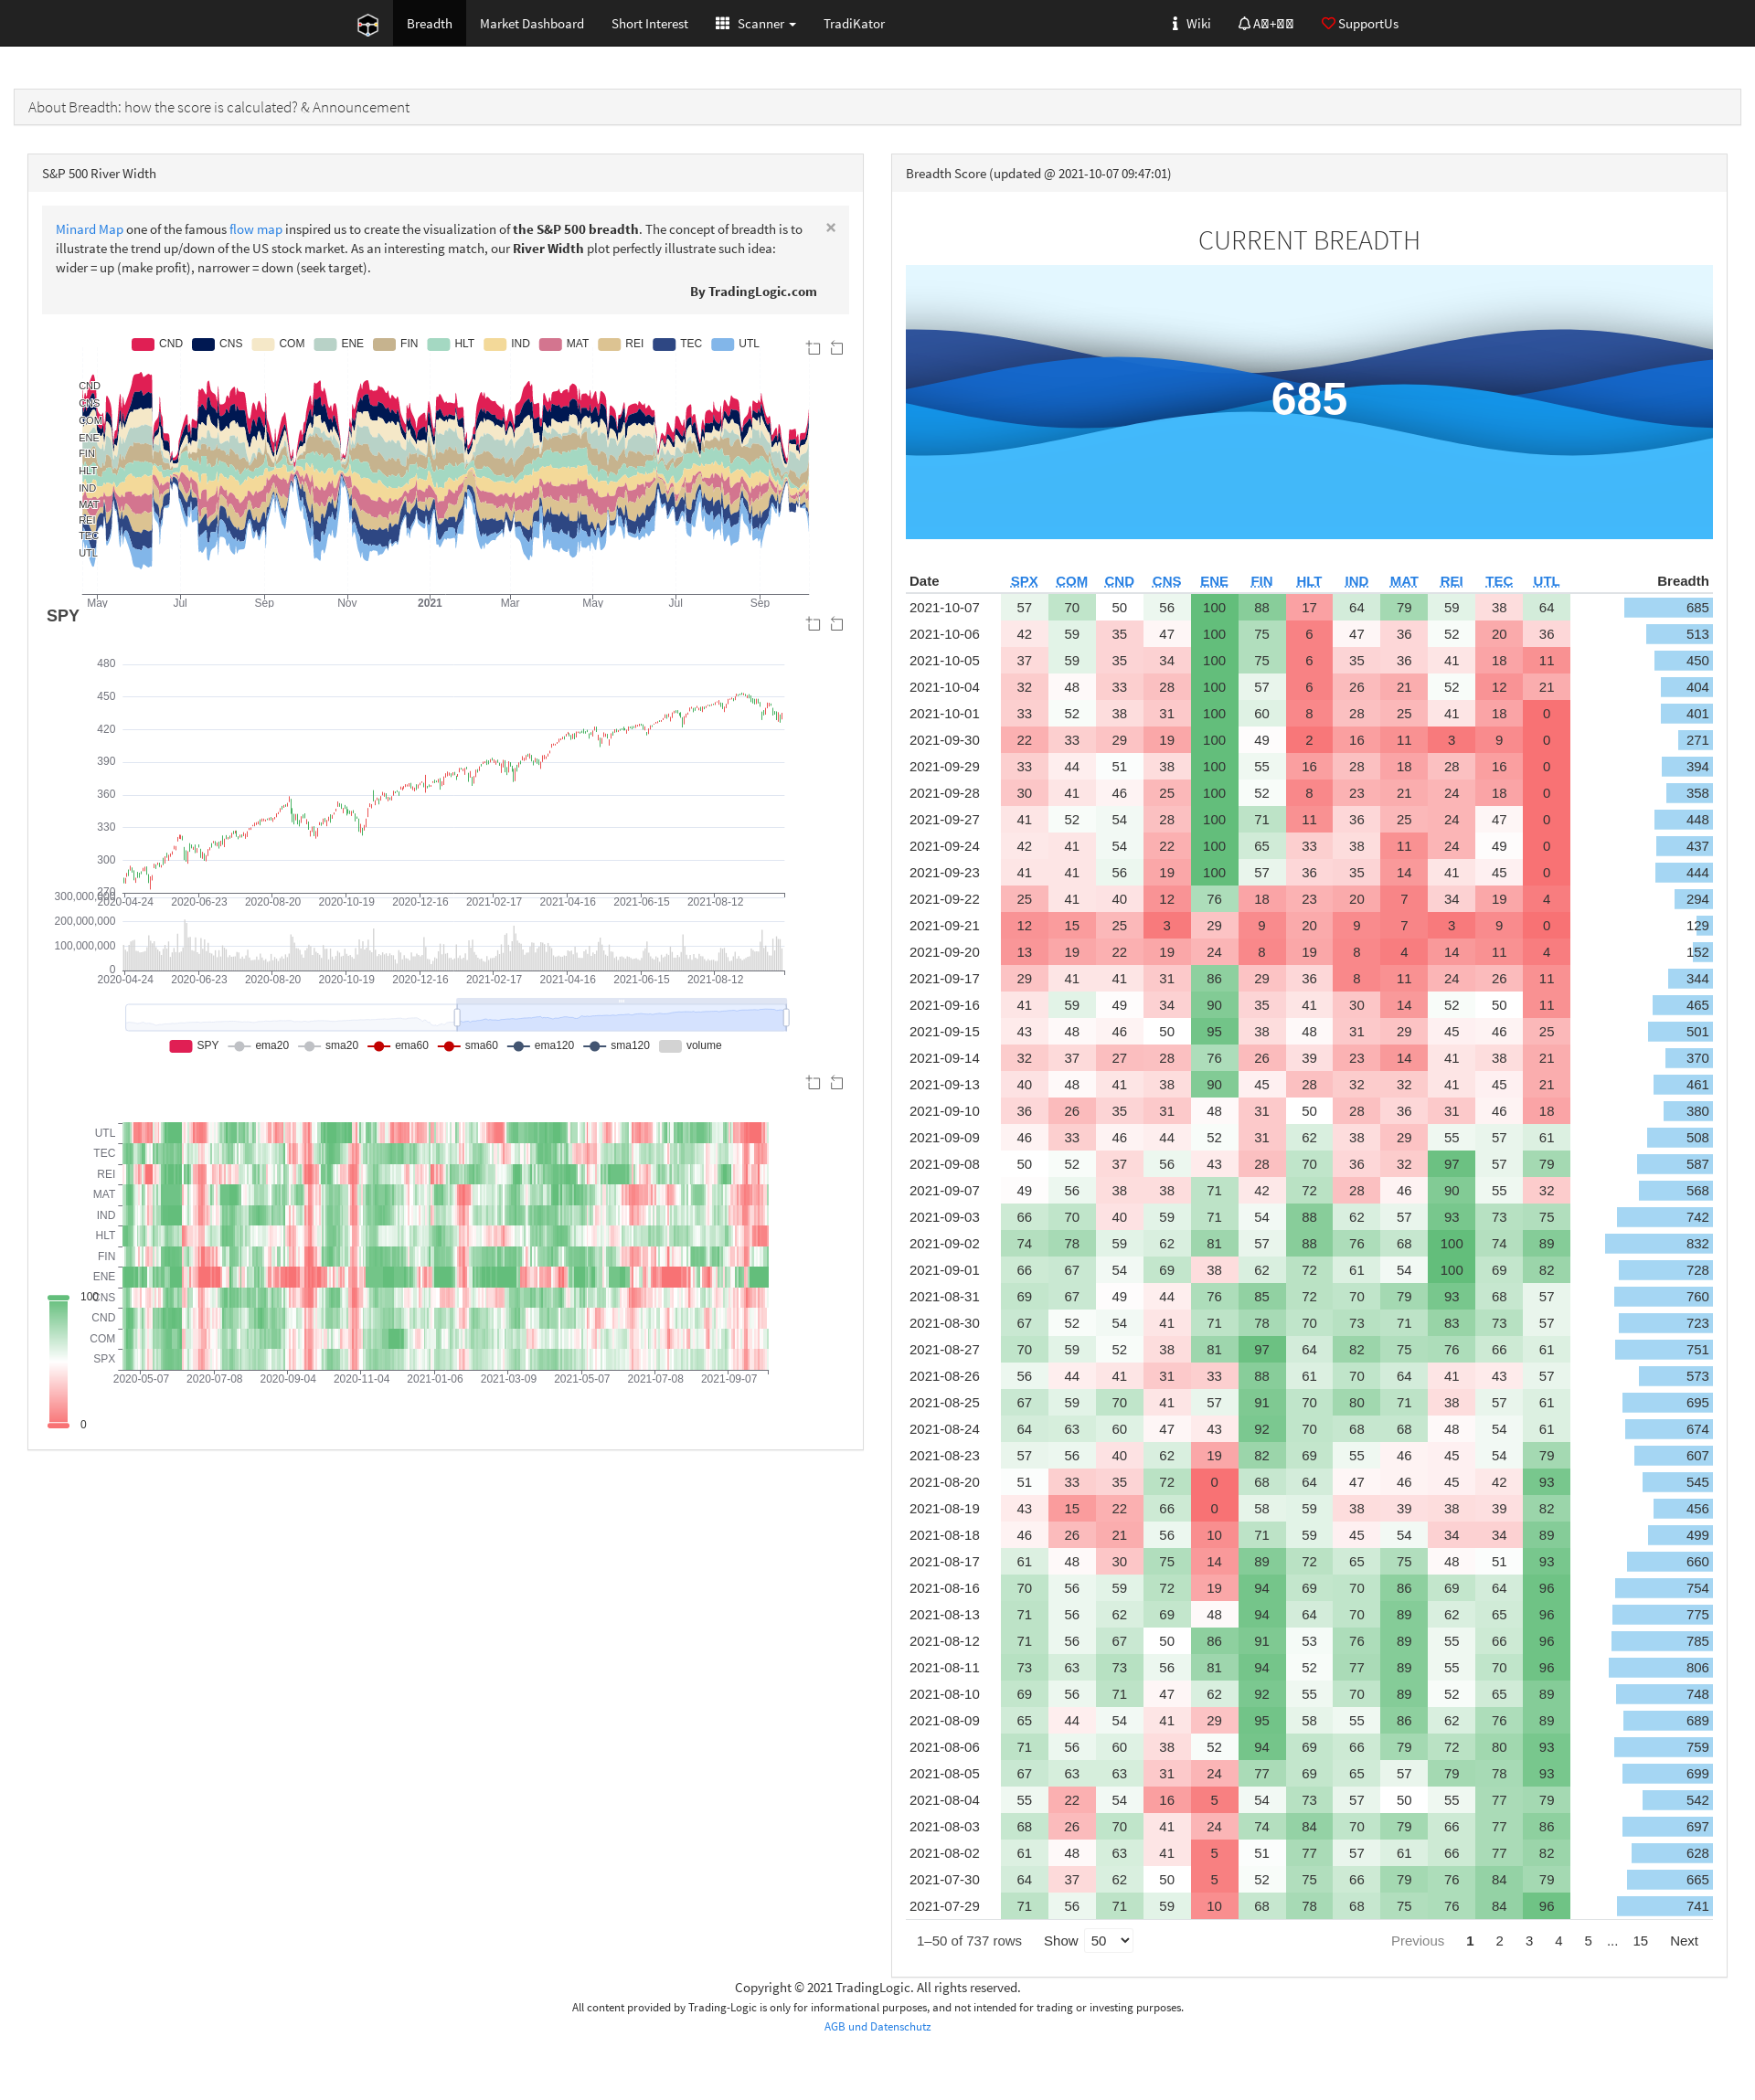 Breadth Market Dashboard Short Interest Scanner TradiKator Wiki SupportUs
About Breadth: how the score is calculated? & Announcement
S&P 500 River Width
Minard Map one of the famous flow map inspired us to create the visualization of the S&P 500 breadth. The concept of breadth is to
illustrate the trend up/down of the US stock market. As an interesting match, our River Width plot perfectly illustrate such idea:
wider = up (make profit), narrower = down (seek target).
×
By TradingLogic.com
CND CNS COM ENE FIN HLT IND MAT REI TEC UTL
CND
CNS
COM
ENE
FIN
HLT
IND
MAT
REI
TEC
UTL
May Jul Sep Nov 2021 Mar May Jul Sep
SPY
480
450
420
390
360
330
300
270
2020-04-24 2020-06-23 2020-08-20 2020-10-19 2020-12-16 2021-02-17 2021-04-16 2021-06-15 2021-08-12
300,000,000
200,000,000
100,000,000
0
2020-04-24 2020-06-23 2020-08-20 2020-10-19 2020-12-16 2021-02-17 2021-04-16 2021-06-15 2021-08-12
SPY ema20 sma20 ema60 sma60 ema120 sma120 volume
UTL
TEC
REI
MAT
IND
HLT
FIN
ENE
CNS
CND
COM
SPX
100
0
2020-05-07 2020-07-08 2020-09-04 2020-11-04 2021-01-06 2021-03-09 2021-05-07 2021-07-08 2021-09-07
Breadth Score (updated @ 2021-10-07 09:47:01)
CURRENT BREADTH
685
Date SPX COM CND CNS ENE FIN HLT IND MAT REI TEC UTL Breadth
2021-10-07 57 70 50 56 100 88 17 64 79 59 38 64 685
2021-10-06 42 59 35 47 100 75 6 47 36 52 20 36 513
2021-10-05 37 59 35 34 100 75 6 35 36 41 18 11 450
2021-10-04 32 48 33 28 100 57 6 26 21 52 12 21 404
2021-10-01 33 52 38 31 100 60 8 28 25 41 18 0 401
2021-09-30 22 33 29 19 100 49 2 16 11 3 9 0 271
2021-09-29 33 44 51 38 100 55 16 28 18 28 16 0 394
2021-09-28 30 41 46 25 100 52 8 23 21 24 18 0 358
2021-09-27 41 52 54 28 100 71 11 36 25 24 47 0 448
2021-09-24 42 41 54 22 100 65 33 38 11 24 49 0 437
2021-09-23 41 41 56 19 100 57 36 35 14 41 45 0 444
2021-09-22 25 41 40 12 76 18 23 20 7 34 19 4 294
2021-09-21 12 15 25 3 29 9 20 9 7 3 9 0 129
2021-09-20 13 19 22 19 24 8 19 8 4 14 11 4 152
2021-09-17 29 41 41 31 86 29 36 8 11 24 26 11 344
2021-09-16 41 59 49 34 90 35 41 30 14 52 50 11 465
2021-09-15 43 48 46 50 95 38 48 31 29 45 46 25 501
2021-09-14 32 37 27 28 76 26 39 23 14 41 38 21 370
2021-09-13 40 48 41 38 90 45 28 32 32 41 45 21 461
2021-09-10 36 26 35 31 48 31 50 28 36 31 46 18 380
2021-09-09 46 33 46 44 52 31 62 38 29 55 57 61 508
2021-09-08 50 52 37 56 43 28 70 36 32 97 57 79 587
2021-09-07 49 56 38 38 71 42 72 28 46 90 55 32 568
2021-09-03 66 70 40 59 71 54 88 62 57 93 73 75 742
2021-09-02 74 78 59 62 81 57 88 76 68 100 74 89 832
2021-09-01 66 67 54 69 38 62 72 61 54 100 69 82 728
2021-08-31 69 67 49 44 76 85 72 70 79 93 68 57 760
2021-08-30 67 52 54 41 71 78 70 73 71 83 73 57 723
2021-08-27 70 59 52 38 81 97 64 82 75 76 66 61 751
2021-08-26 56 44 41 31 33 88 61 70 64 41 43 57 573
2021-08-25 67 59 70 41 57 91 70 80 71 38 57 61 695
2021-08-24 64 63 60 47 43 92 70 68 68 48 54 61 674
2021-08-23 57 56 40 62 19 82 69 55 46 45 54 79 607
2021-08-20 51 33 35 72 0 68 64 47 46 45 42 93 545
2021-08-19 43 15 22 66 0 58 59 38 39 38 39 82 456
2021-08-18 46 26 21 56 10 71 59 45 54 34 34 89 499
2021-08-17 61 48 30 75 14 89 72 65 75 48 51 93 660
2021-08-16 70 56 59 72 19 94 69 70 86 69 64 96 754
2021-08-13 71 56 62 69 48 94 64 70 89 62 65 96 775
2021-08-12 71 56 67 50 86 91 53 76 89 55 66 96 785
2021-08-11 73 63 73 56 81 94 52 77 89 55 70 96 806
2021-08-10 69 56 71 47 62 92 55 70 89 52 65 89 748
2021-08-09 65 44 54 41 29 95 58 55 86 62 76 89 689
2021-08-06 71 56 60 38 52 94 69 66 79 72 80 93 759
2021-08-05 67 63 63 31 24 77 69 65 57 79 78 93 699
2021-08-04 55 22 54 16 5 54 73 57 50 55 77 79 542
2021-08-03 68 26 70 41 24 74 84 70 79 66 77 86 697
2021-08-02 61 48 63 41 5 51 77 57 61 66 77 82 628
2021-07-30 64 37 62 50 5 52 75 66 79 76 84 79 665
2021-07-29 71 56 71 59 10 68 78 68 75 76 84 96 741
1–50 of 737 rows Show 50 Previous 1 2 3 4 5 ... 15 Next
Copyright © 2021 TradingLogic. All rights reserved.
All content provided by Trading-Logic is only for informational purposes, and not intended for trading or investing purposes.
AGB und Datenschutz